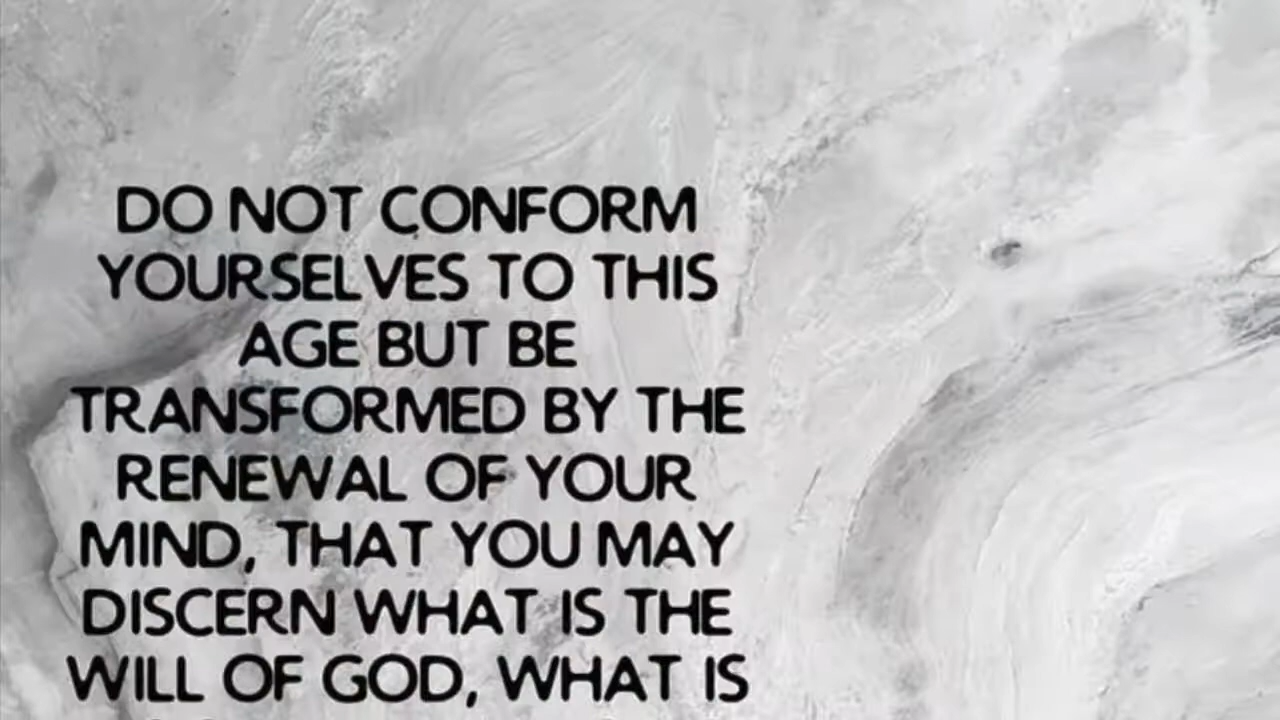 DO NOT CONFORM
YOURSELVES TO THIS
AGE BUT BE
TRANSFORMED BY THE
RENEWAL OF YOUR
MIND, THAT YOU MAY
DISCERN WHAT IS THE
WILL OF GOD, WHAT IS